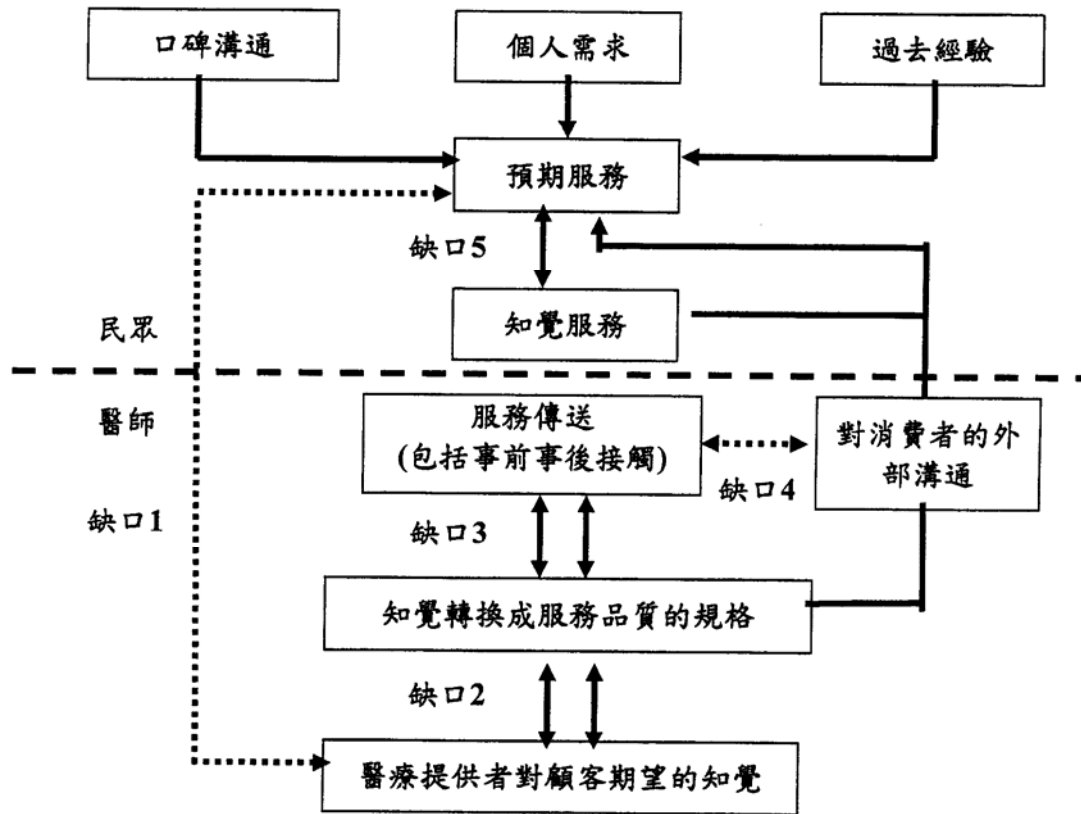 口碑溝通
個人需求
過去經驗
預期服務
缺口5
知覺服務
民眾
醫師
服務傳送
(包括事前事後接觸)
對消費者的外
部溝通
缺口4
缺口1
缺口3
知覺轉換成服務品質的規格
缺口2
醫療提供者對顧客期望的知覺